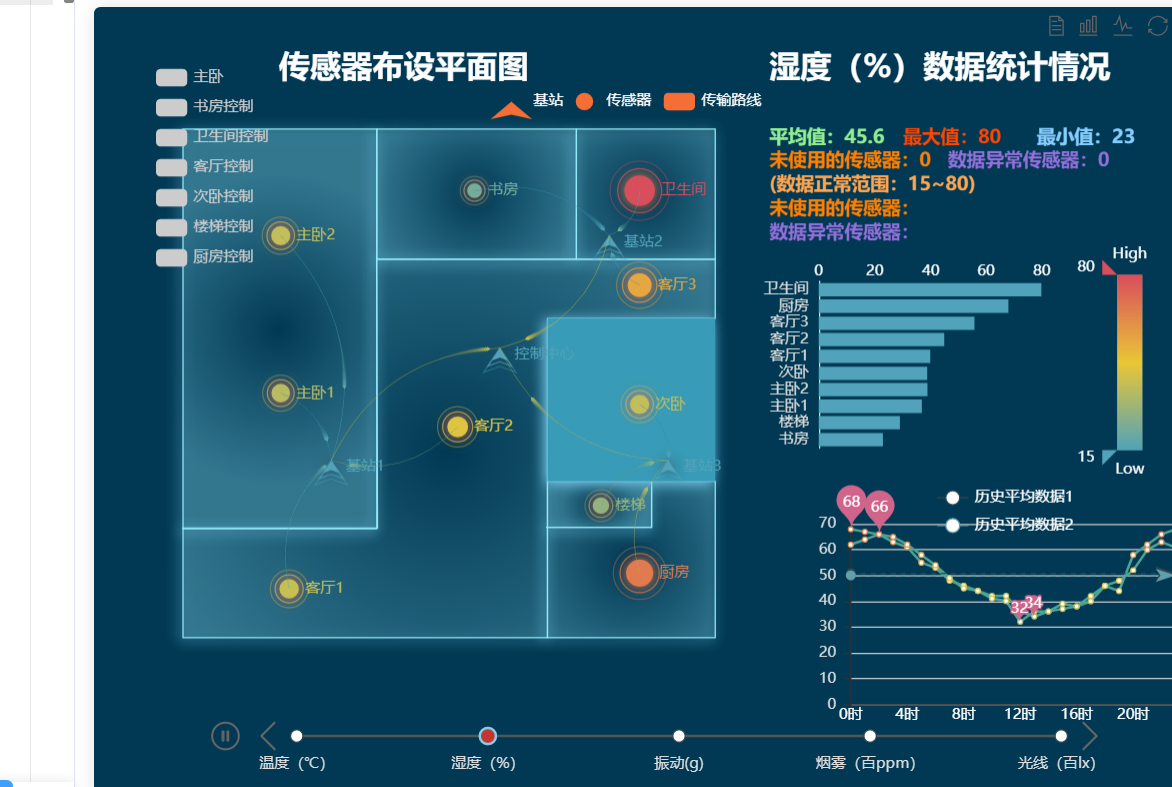 传感器布设平面图
湿度（%）数据统计情况
主卧
书房控制
卫生间控制
客厅控制
次卧控制
楼梯控制
厨房控制
基站 传感器 传输路线
书房
卫生间
主卧2
基站2
客厅3
控制中心
主卧1
次卧
客厅2
基站1
基站3
楼梯
厨房
客厅1
平均值：45.6 最大值：80 最小值：23
未使用的传感器：0 数据异常传感器：0
(数据正常范围：15~80)
未使用的传感器：
数据异常传感器：
0 20 40 60 80
卫生间
厨房
客厅3
客厅2
客厅1
次卧
主卧2
主卧1
楼梯
书房
High
80
15
Low
历史平均数据1
历史平均数据2
68 66
32 34
70
60
50
40
30
20
10
0
0时 4时 8时 12时 16时 20时
温度（℃） 湿度（%） 振动(g) 烟雾（百ppm） 光线（百lx）